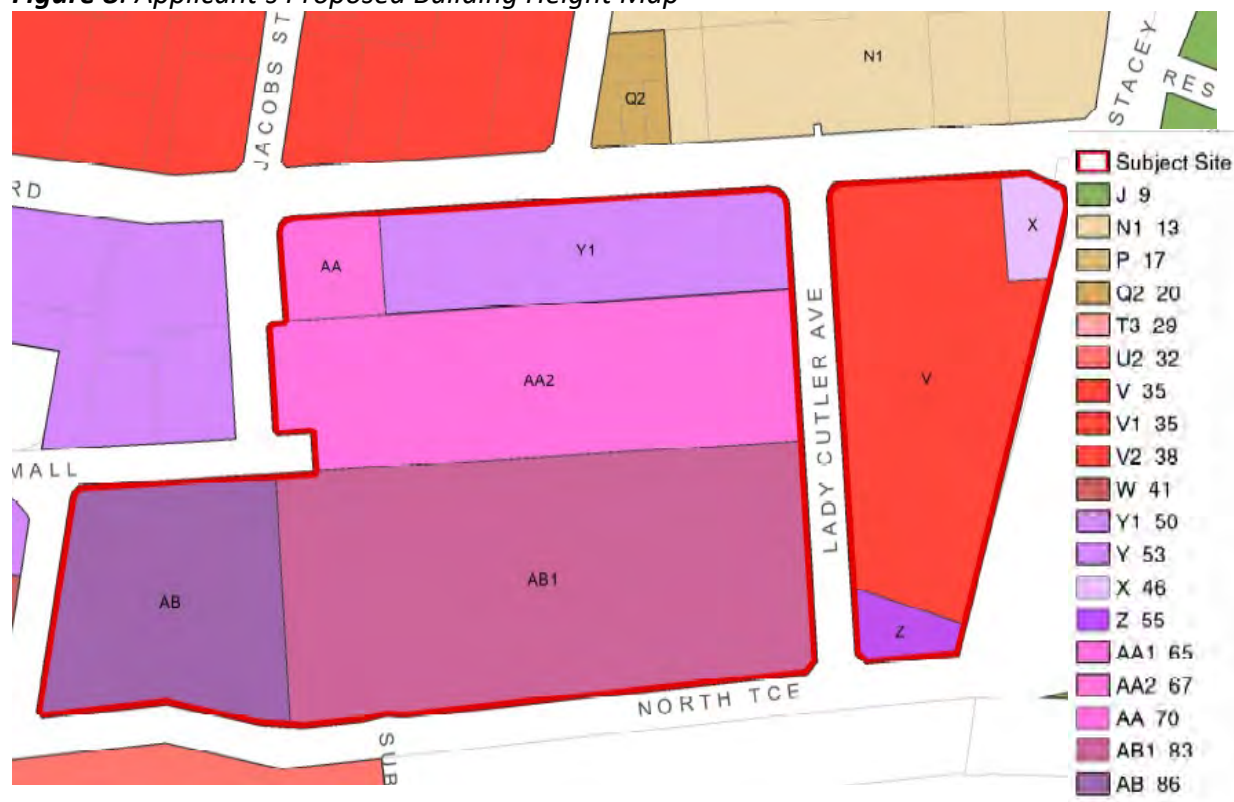 Figure 8. Applicant's Proposed Building Height Map
JACOBS ST
N1
Q2
STACEY
RES
RD
AA
Y1
X
AA2
V
LADY CUTLER AVE
MALL
AB
AB1
Z
NORTH TCE
SUB
Subject Site
J 9
N1 13
P 17
Q2 20
T3 29
U2 32
V 35
V1 35
V2 38
W 41
Y1 50
Y 53
X 46
Z 55
AA1 65
AA2 67
AA 70
AB1 83
AB 86